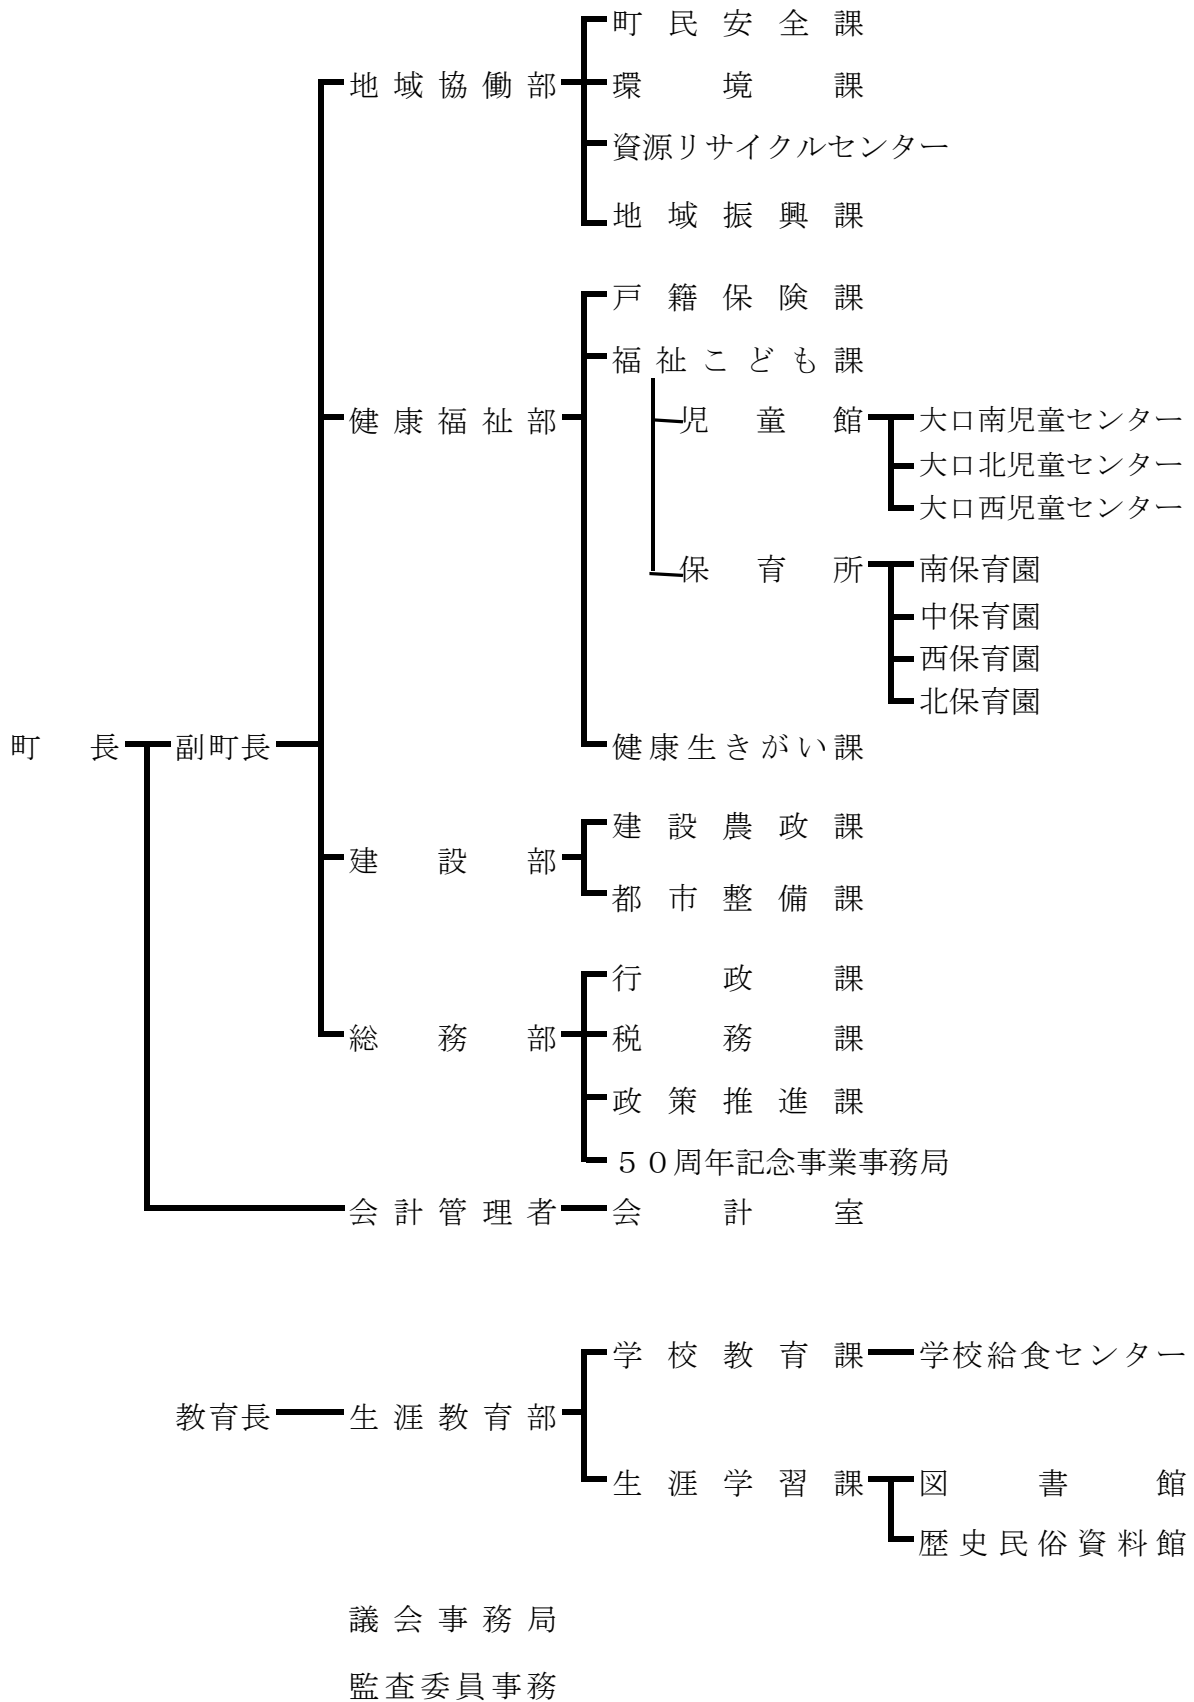 町民安全課
地域協働部 環境課
資源リサイクルセンター
地域振興課
戸籍保険課
福祉こども課
健康福祉部 児童館 大口南児童センター
大口北児童センター
大口西児童センター
保育所 南保育園
中保育園
西保育園
北保育園
町長 副町長 健康生きがい課
建設農政課
建設部
都市整備課
行政課
総務部 税務課
政策推進課
５０周年記念事業事務局
会計管理者 会計室
学校教育課 学校給食センター
教育長 生涯教育部
生涯学習課 図書館
歴史民俗資料館
議会事務局
監査委員事務